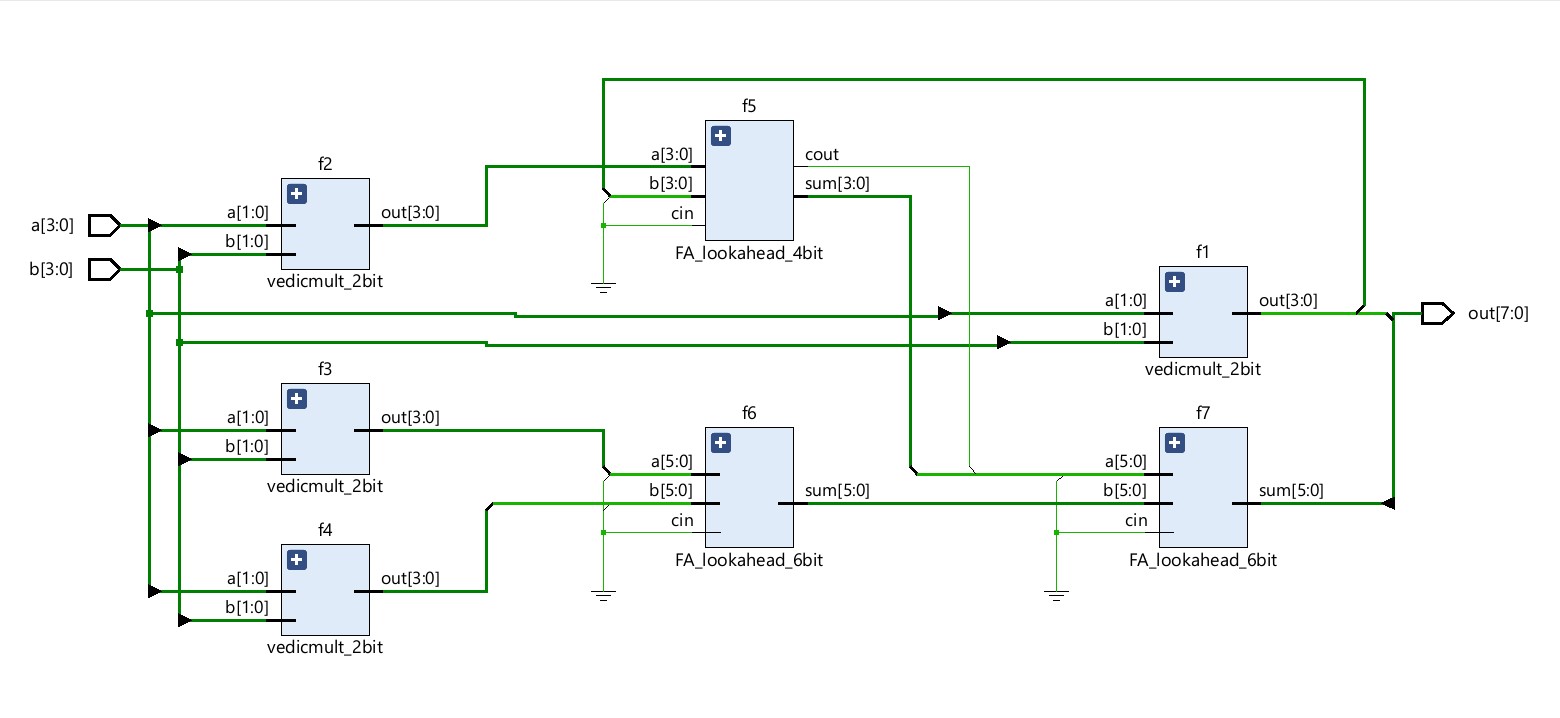 f5
a[3:0]
cout
b[3:0]
sum[3:0]
cin
FA_lookahead_4bit
f2
a[3:0]
a[1:0]
out[3:0]
b[1:0]
b[3:0]
vedicmult_2bit
f1
a[1:0]
out[3:0]
b[1:0]
out[7:0]
vedicmult_2bit
f3
a[1:0]
out[3:0]
b[1:0]
vedicmult_2bit
f6
a[5:0]
b[5:0]
sum[5:0]
cin
FA_lookahead_6bit
f7
a[5:0]
b[5:0]
sum[5:0]
cin
FA_lookahead_6bit
f4
a[1:0]
out[3:0]
b[1:0]
vedicmult_2bit